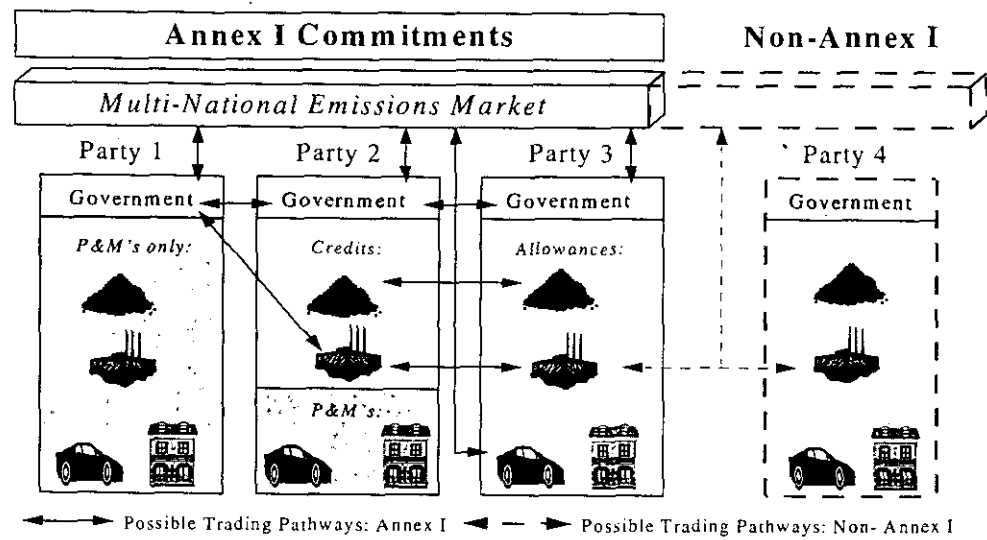 Annex I Commitments
Non-Annex I
Multi-National Emissions Market
Party 1
Party 2
Party 3
Party 4
Government
Government
Government
Government
P&M's only:
Credits:
Allowances:
P&M's:
Possible Trading Pathways: Annex I
Possible Trading Pathways: Non- Annex I